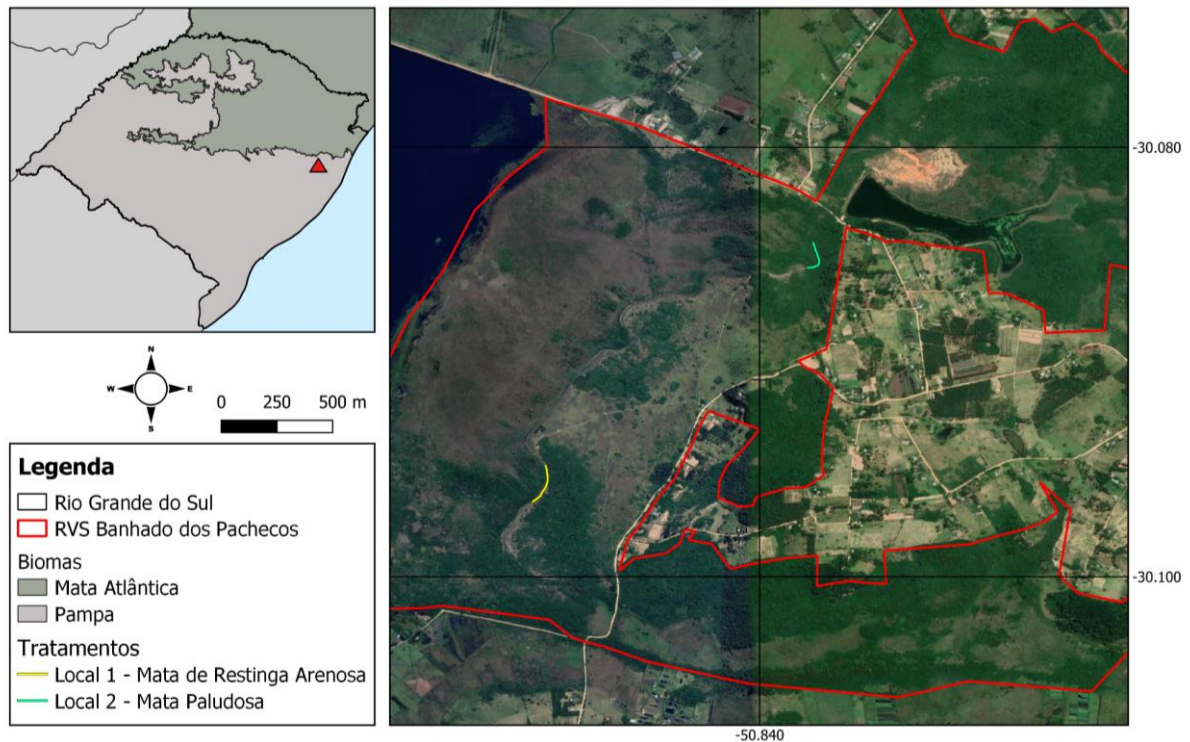 N
W
E
S
0 250 500 m
Legenda
Rio Grande do Sul
RVS Banhado dos Pachecos
Biomas
Mata Atlântica
Pampa
Tratamentos
Local 1 - Mata de Restinga Arenosa
Local 2 - Mata Paludosa
-30.080
-30.100
-50.840